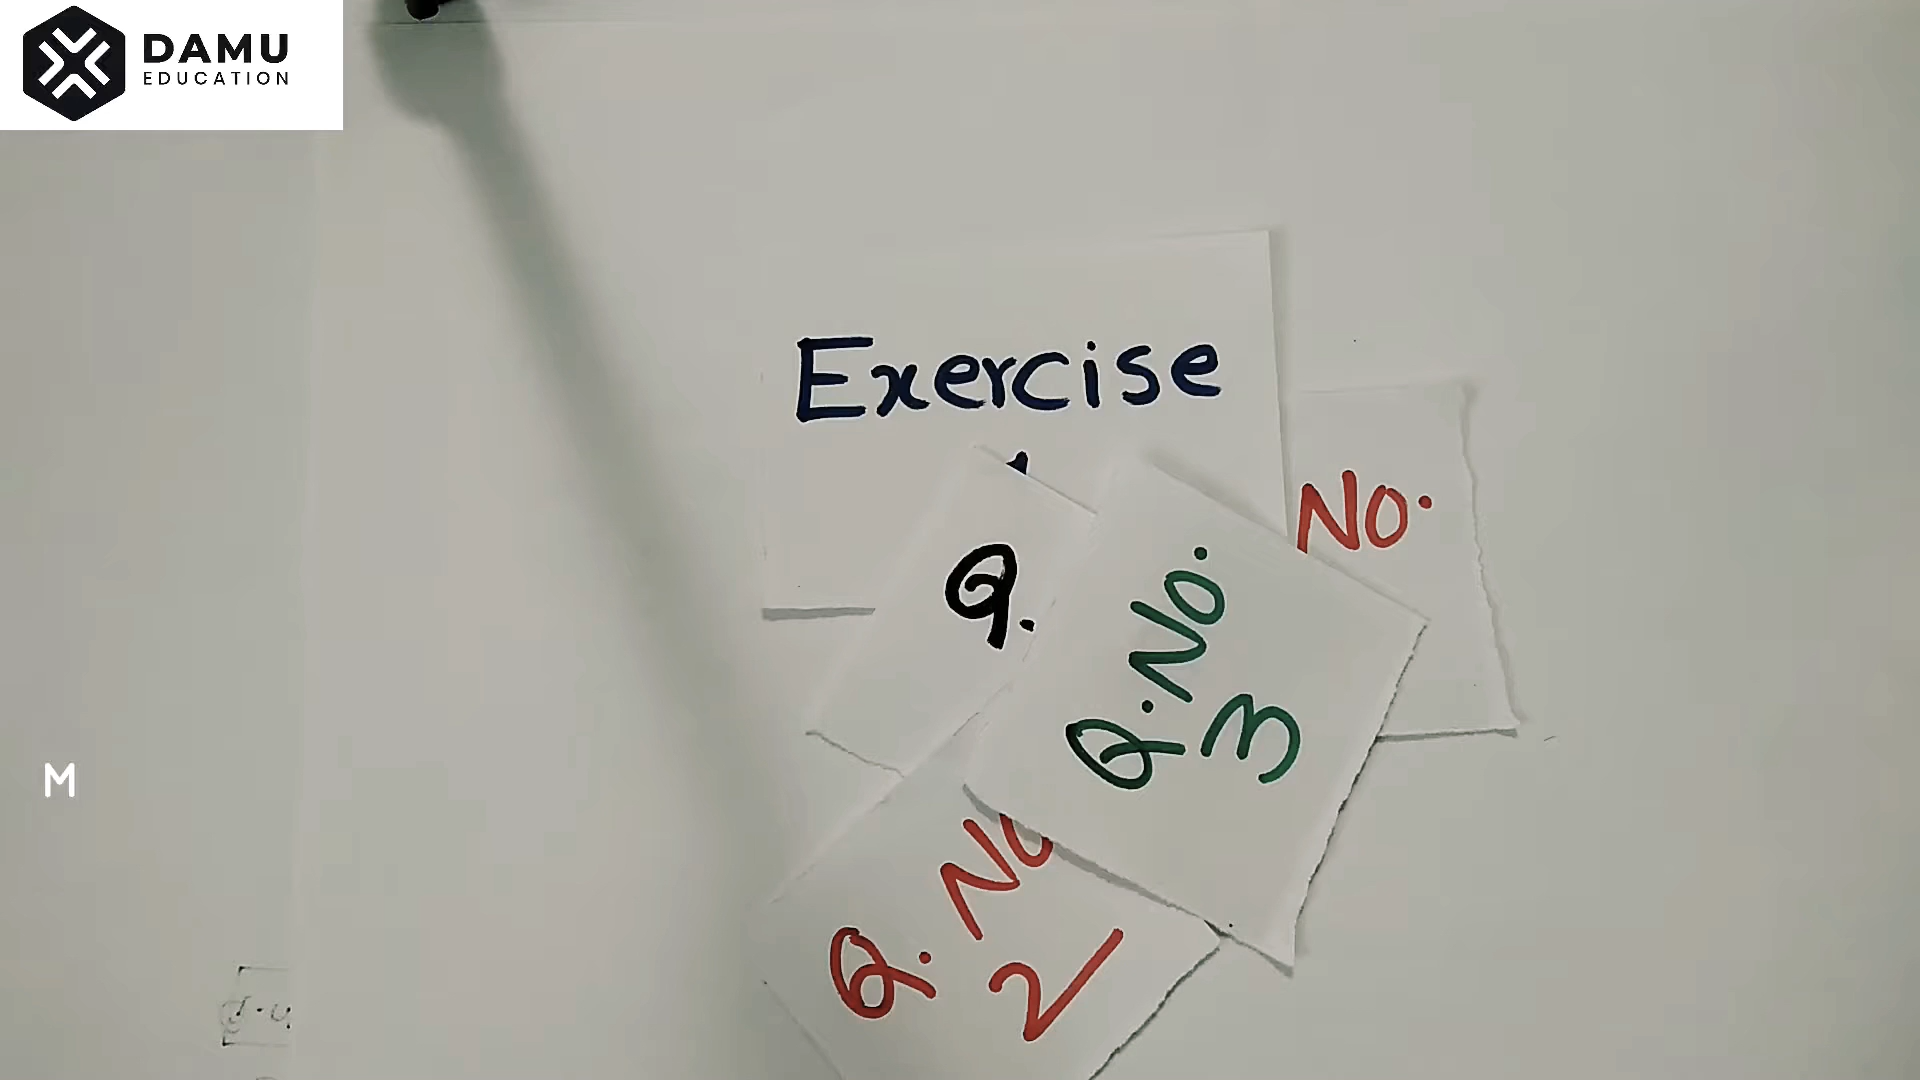 DAMU
EDUCATION
Exercise
No.
Q.
Q.No.
3
Q. No
2
M